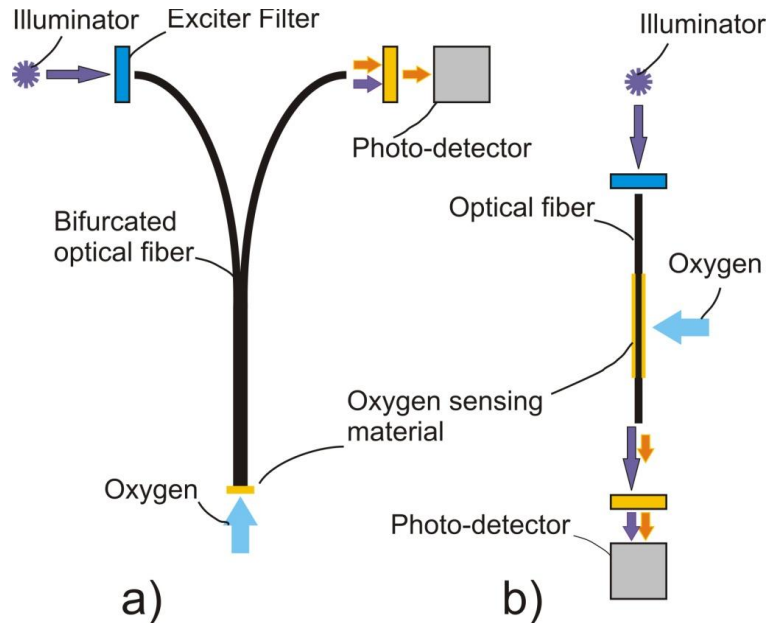 Illuminator
Exciter Filter
Photo-detector
Bifurcated
optical fiber
Oxygen sensing
material
Oxygen
a)
Illuminator
Optical fiber
Oxygen
Photo-detector
b)